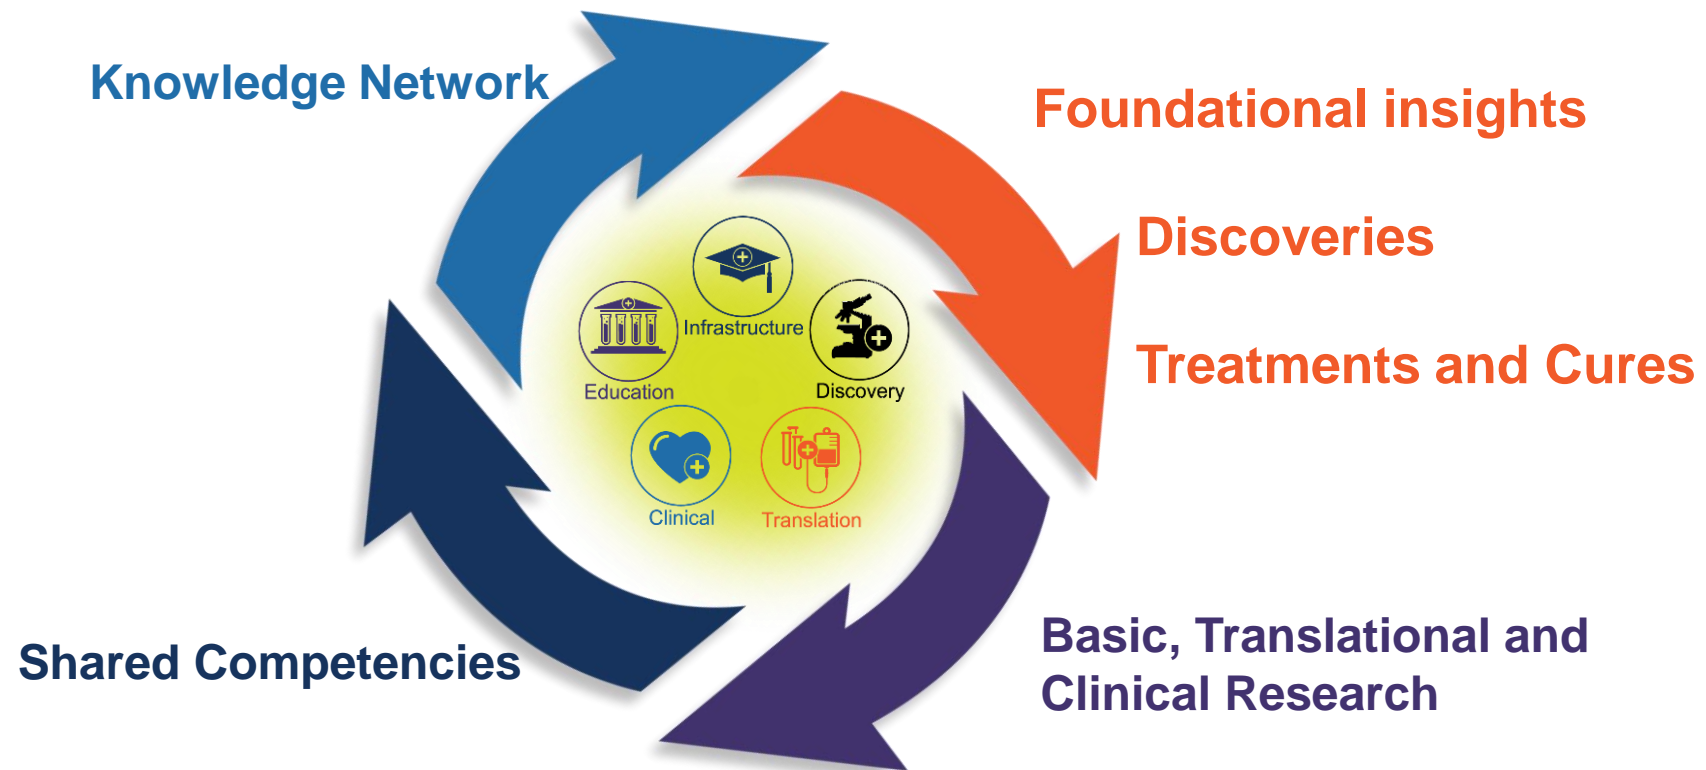 Knowledge Network
Foundational insights
Discoveries
Treatments and Cures
Infrastructure
Education
Discovery
Clinical
Translation
Shared Competencies
Basic, Translational and
Clinical Research